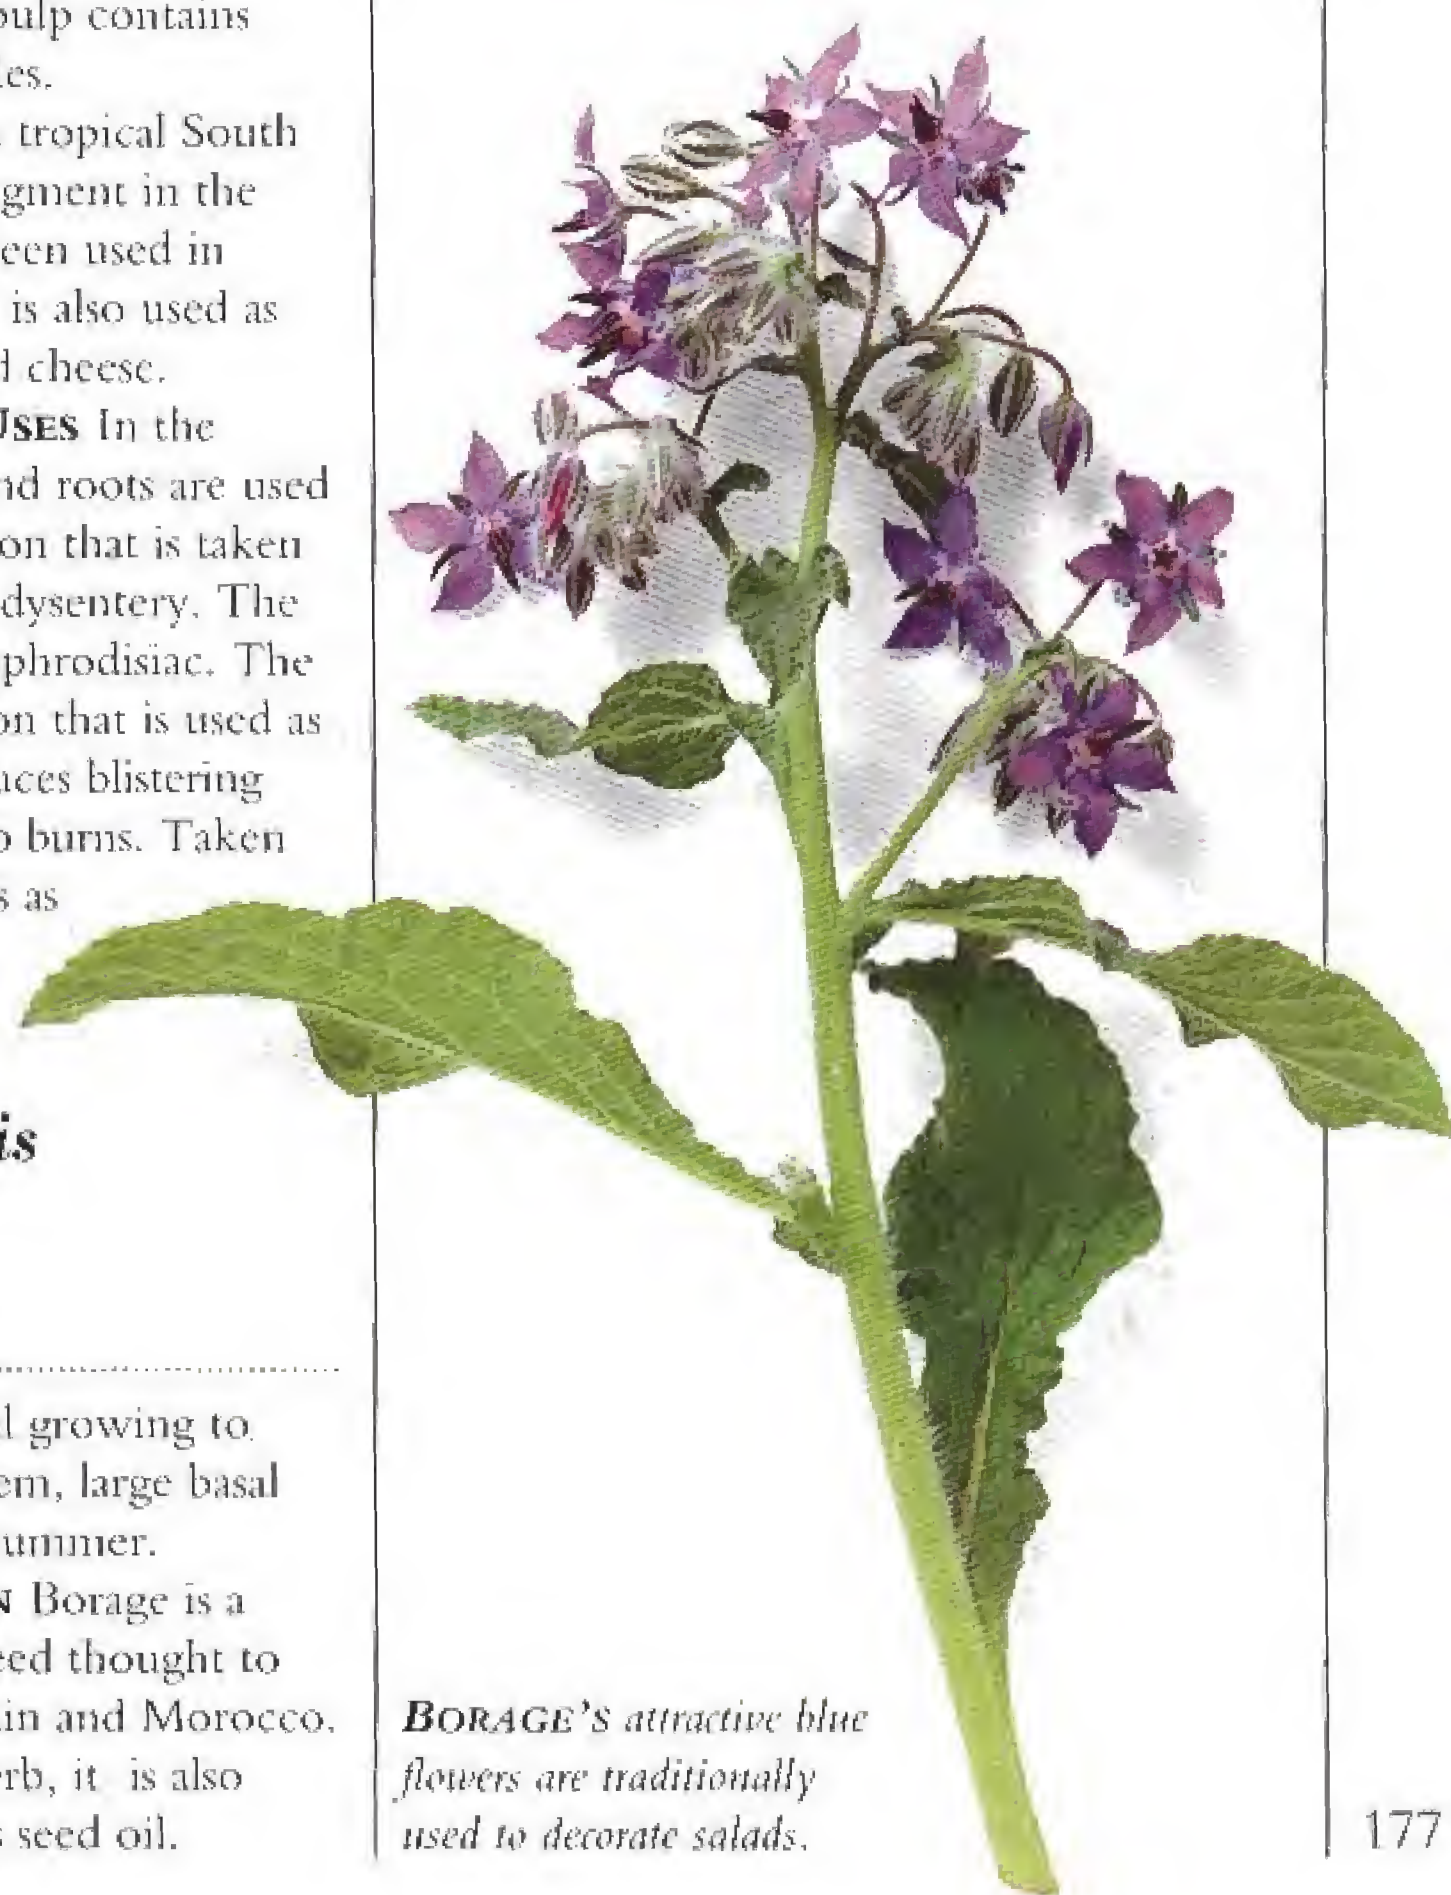 pulp contains
es.
tropical South
gment in the
een used in
is also used as
d cheese.
USES In the
nd roots are used
on that is taken
dysentery. The
phrodisiac. The
on that is used as
uces blistering
o burns. Taken
s as
is
l growing to
em, large basal
ummer.
N Borage is a
eed thought to
ain and Morocco.
erb, it is also
s seed oil.
BORAGE'S attractive blue
flowers are traditionally
used to decorate salads.
177